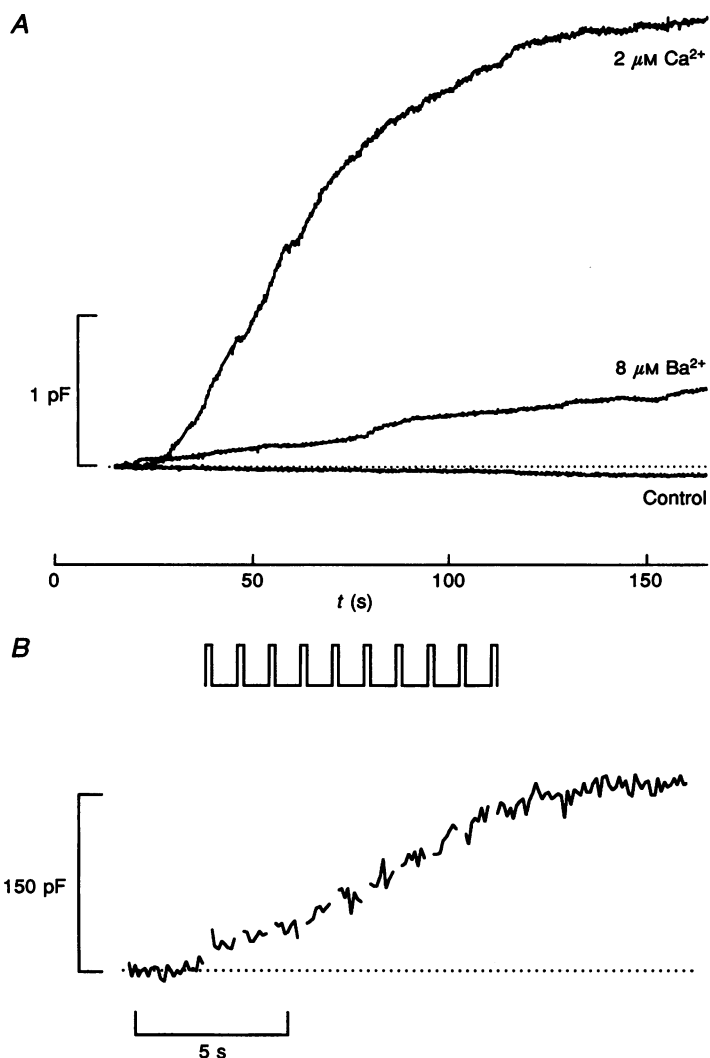 A
2 μM Ca²⁺
1 pF
8 μM Ba²⁺
Control
0 50 100 150
t (s)
B
150 pF
5 s